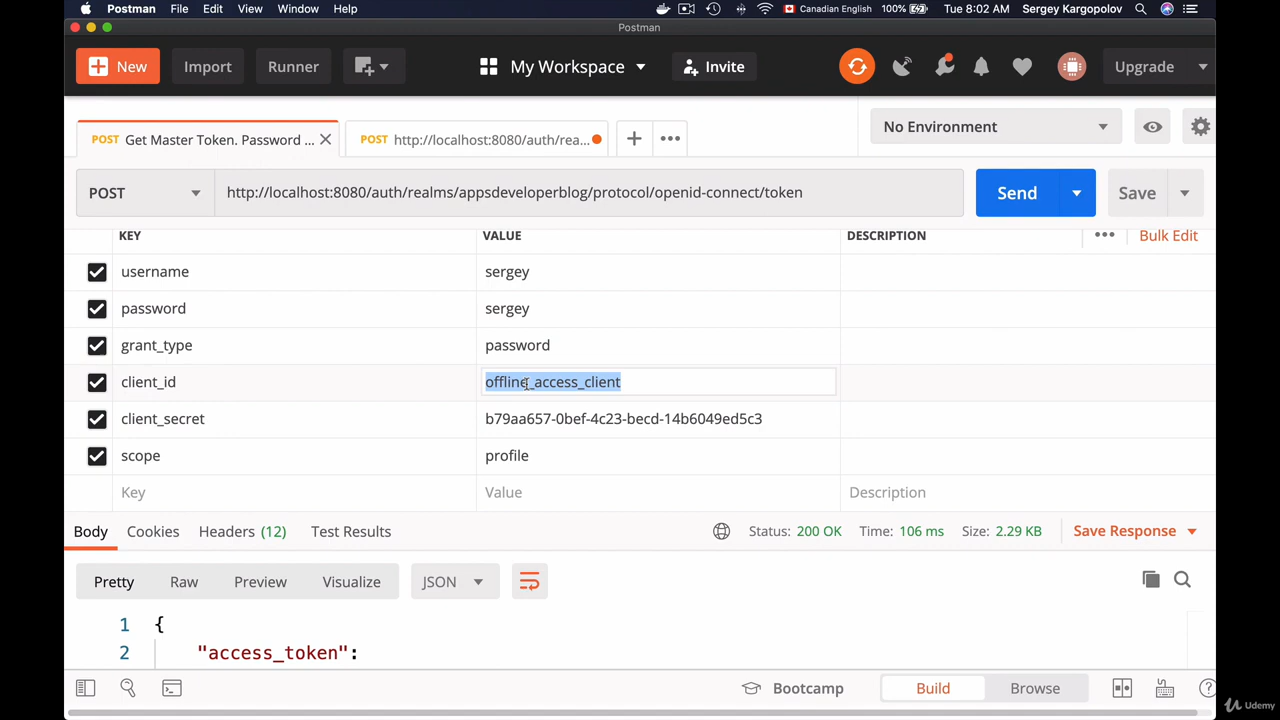 Postman File Edit View Window Help Canadian English 100% Tue 8:02 AM Sergey Kargopolov
Postman
New Import Runner My Workspace Invite Upgrade
POST Get Master Token. Password ... POST http://localhost:8080/auth/rea... No Environment
POST http://localhost:8080/auth/realms/appsdeveloperblog/protocol/openid-connect/token Send Save
KEY VALUE DESCRIPTION Bulk Edit
username sergey
password sergey
grant_type password
client_id offline_access_client
client_secret b79aa657-0bef-4c23-becd-14b6049ed5c3
scope profile
Key Value Description
Body Cookies Headers (12) Test Results Status: 200 OK Time: 106 ms Size: 2.29 KB Save Response
Pretty Raw Preview Visualize JSON
1 {
2 "access_token":
Bootcamp Build Browse
Udemy